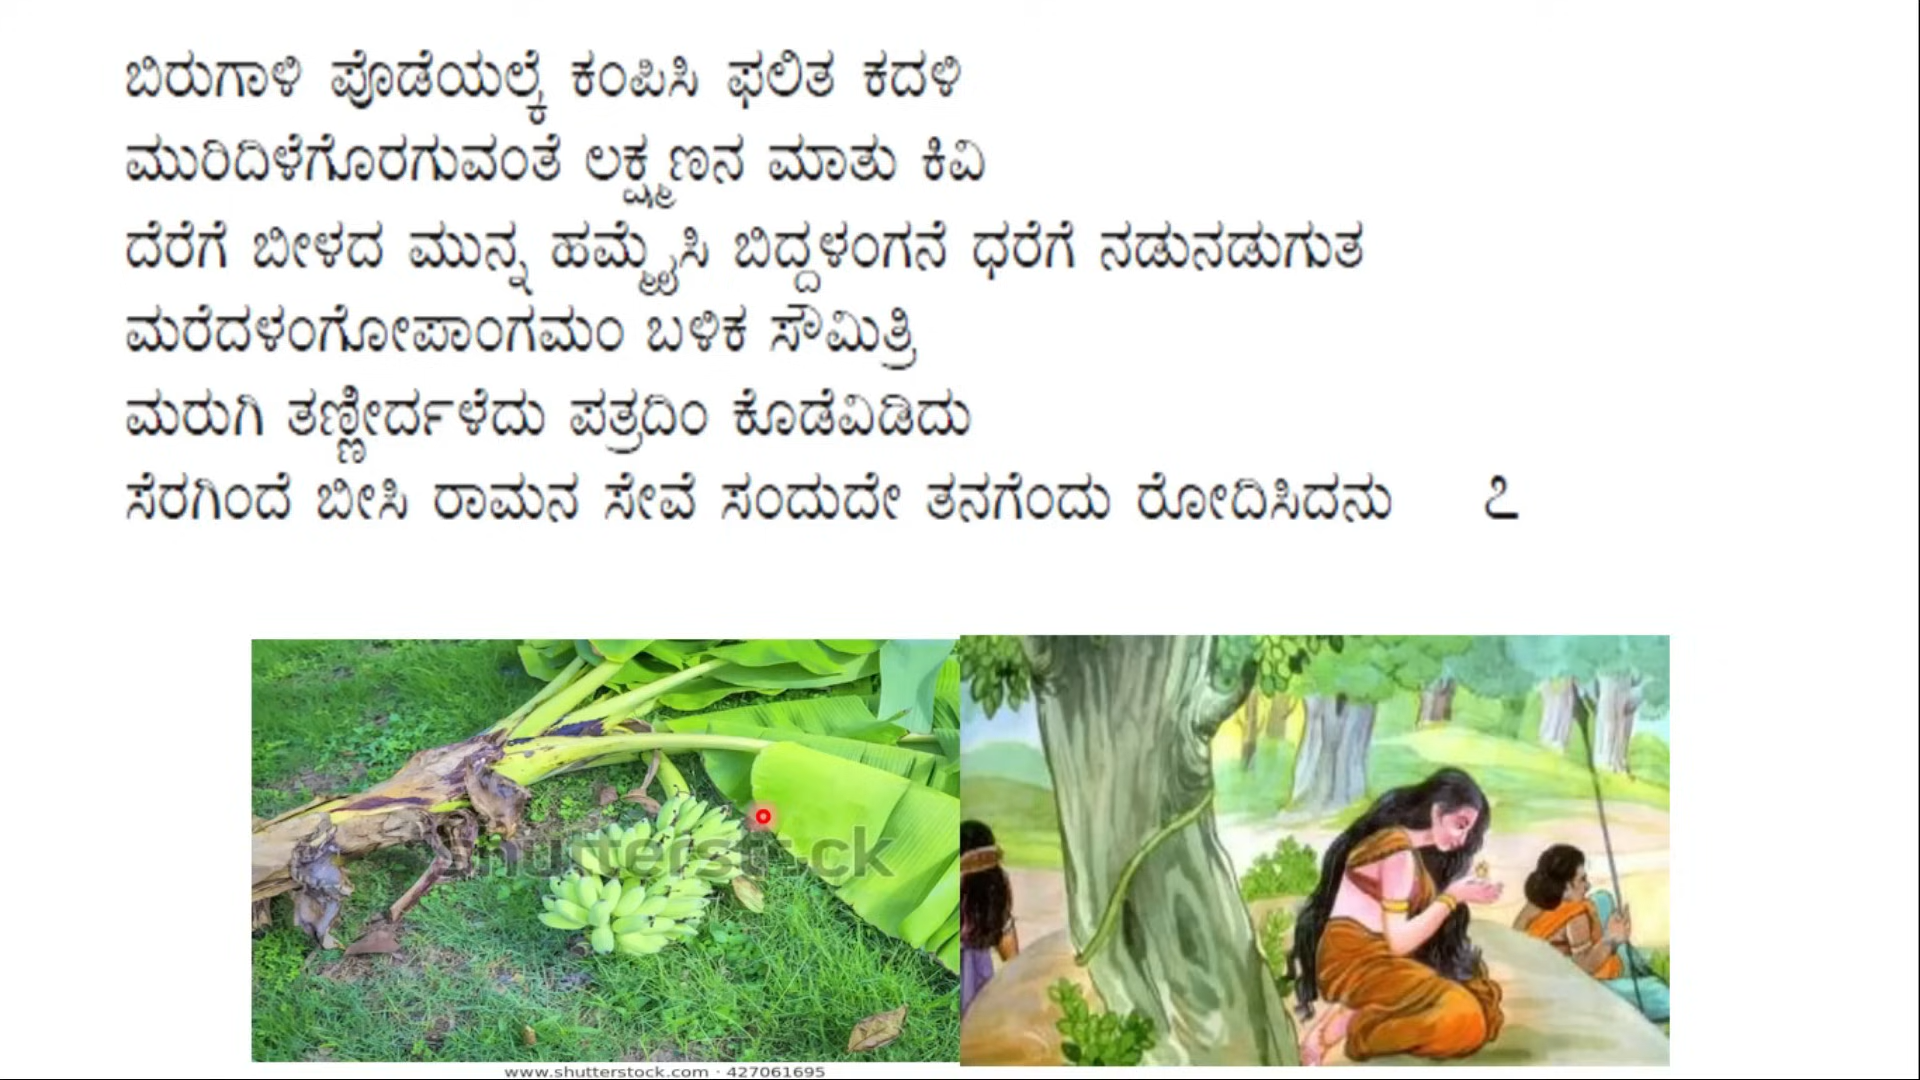 ಬಿರುಗಾಳಿ ಪೊಡೆಯಲ್ಕೆ ಕಂಪಿಸಿ ಫಲಿತ ಕದಳಿ
ಮುರಿದಿಳೆಗೊರಗುವಂತೆ ಲಕ್ಷ್ಮಣನ ಮಾತು ಕಿವಿ
ದೆರೆಗೆ ಬೀಳದ ಮುನ್ನ ಹಮ್ಮೈಸಿ ಬಿದ್ದಳಂಗನೆ ಧರೆಗೆ ನಡುನಡುಗುತ
ಮರೆದಳಂಗೋಪಾಂಗಮಂ ಬಳಿಕ ಸೌಮಿತ್ರಿ
ಮರುಗಿ ತಣ್ಣೀರ್ದಳೆದು ಪತ್ರದಿಂ ಕೊಡೆವಿಡಿದು
ಸೆರಗಿಂದೆ ಬೀಸಿ ರಾಮನ ಸೇವೆ ಸಂದುದೇ ತನಗೆಂದು ರೋದಿಸಿದನು ೭
shutterstock
www.shutterstock.com · 427061695